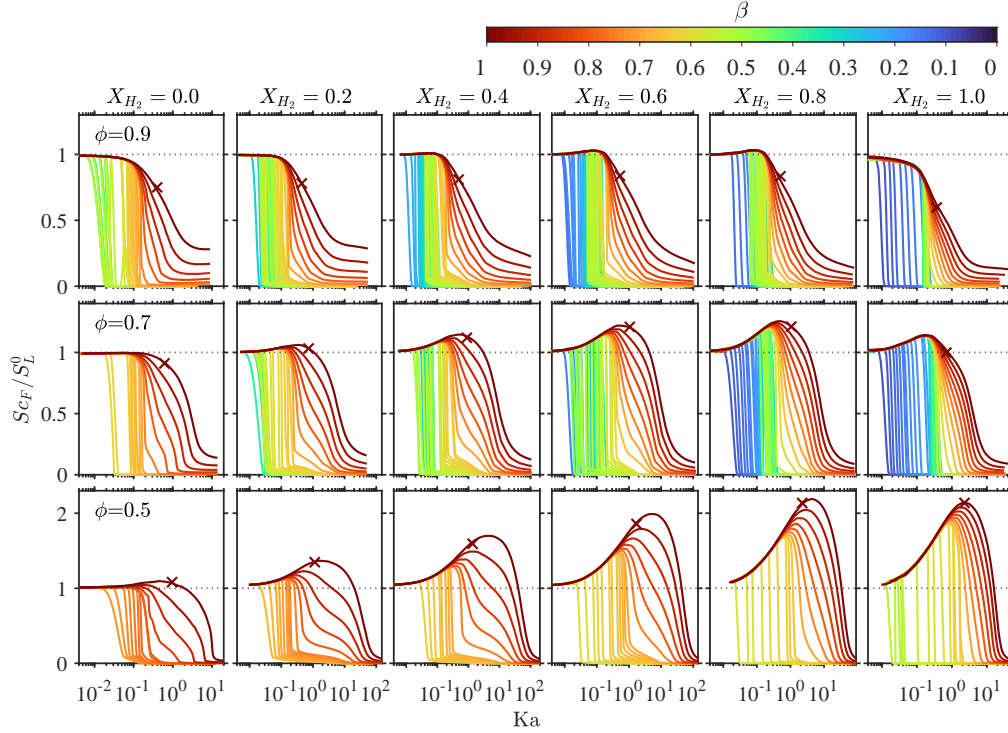 β
1 0.9 0.8 0.7 0.6 0.5 0.4 0.3 0.2 0.1 0
X_{H_2} = 0.0 X_{H_2} = 0.2 X_{H_2} = 0.4 X_{H_2} = 0.6 X_{H_2} = 0.8 X_{H_2} = 1.0
ϕ=0.9
1
0.5
0
ϕ=0.7
1
0.5
0
Sc_F/S_L^0
ϕ=0.5
2
1
0
10^{-2} 10^{-1} 10^0 10^1 10^{-1} 10^0 10^1 10^2 10^{-1} 10^0 10^1 10^2 10^{-1} 10^0 10^1 10^2 10^{-1} 10^0 10^1 10^{-1} 10^0 10^1
Ka